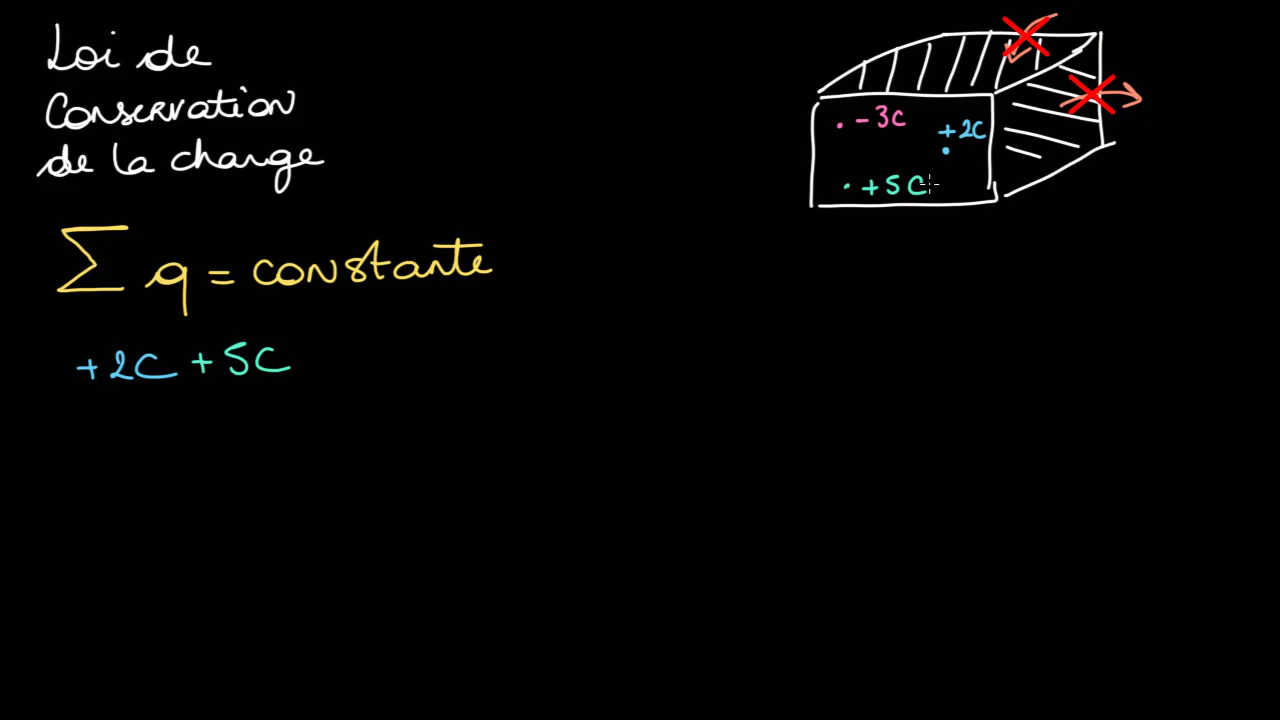 Loi de
Conservation
de la charge
∑ q = constante
+2C +5C
-3C
+2C
+5C